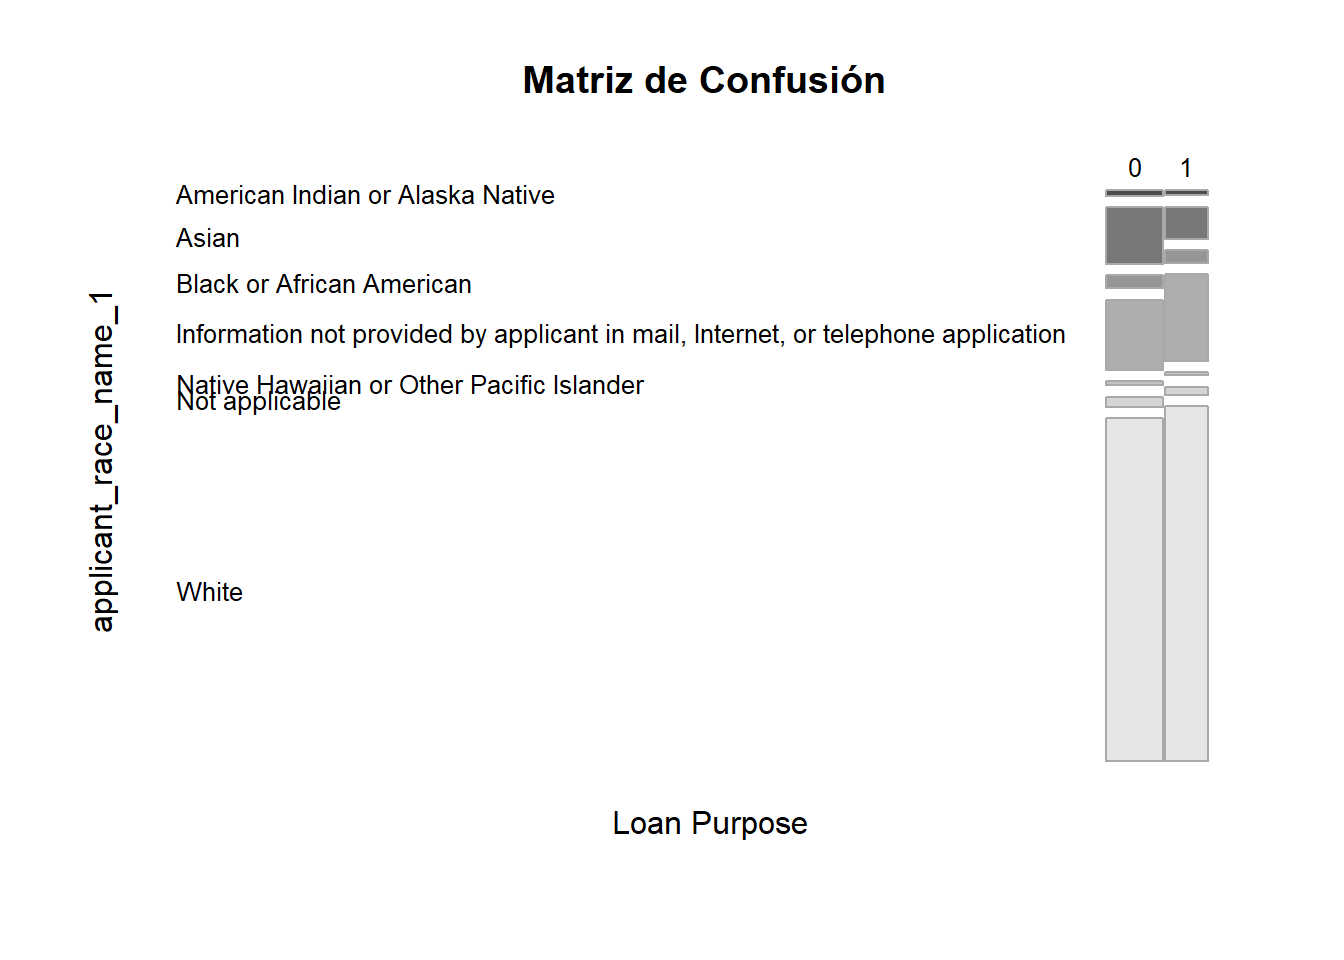 Matriz de Confusión
0 1
American Indian or Alaska Native
Asian
Black or African American
Information not provided by applicant in mail, Internet, or telephone application
Native Hawaiian or Other Pacific Islander
Not applicable
White
applicant_race_name_1
Loan Purpose